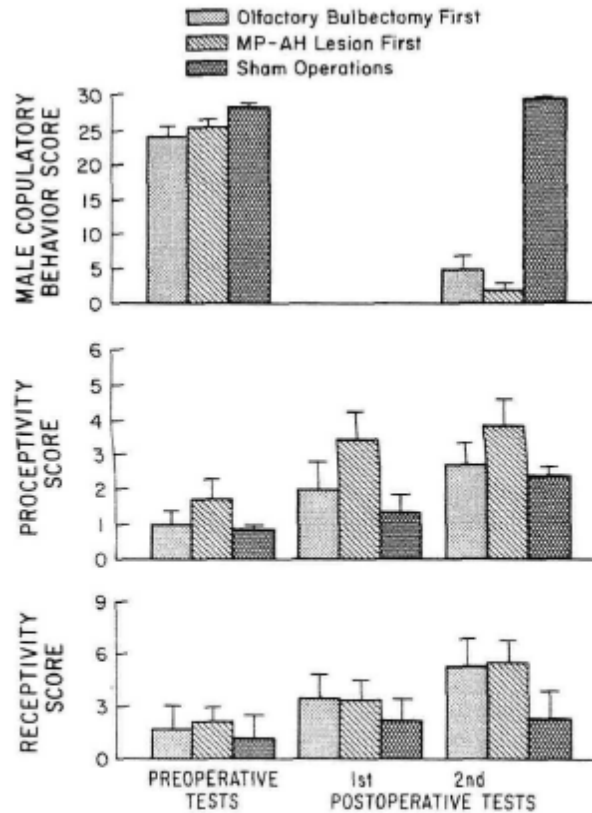 Olfactory Bulbectomy First
MP-AH Lesion First
Sham Operations
MALE COPULATORY
BEHAVIOR SCORE
30
25
20
15
10
5
0
PROCEPTIVITY
SCORE
6
5
4
3
2
1
0
RECEPTIVITY
SCORE
9
6
3
0
PREOPERATIVE
TESTS
1st 2nd
POSTOPERATIVE TESTS